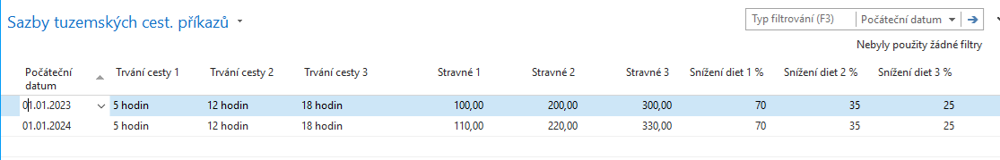 Sazby tuzemských cest. příkazů
Typ filtrování (F3) Počáteční datum
Nebyly použity žádné filtry
Počáteční datum Trvání cesty 1 Trvání cesty 2 Trvání cesty 3 Stravné 1 Stravné 2 Stravné 3 Snížení diet 1 % Snížení diet 2 % Snížení diet 3 %
01.01.2023 5 hodin 12 hodin 18 hodin 100,00 200,00 300,00 70 35 25
01.01.2024 5 hodin 12 hodin 18 hodin 110,00 220,00 330,00 70 35 25